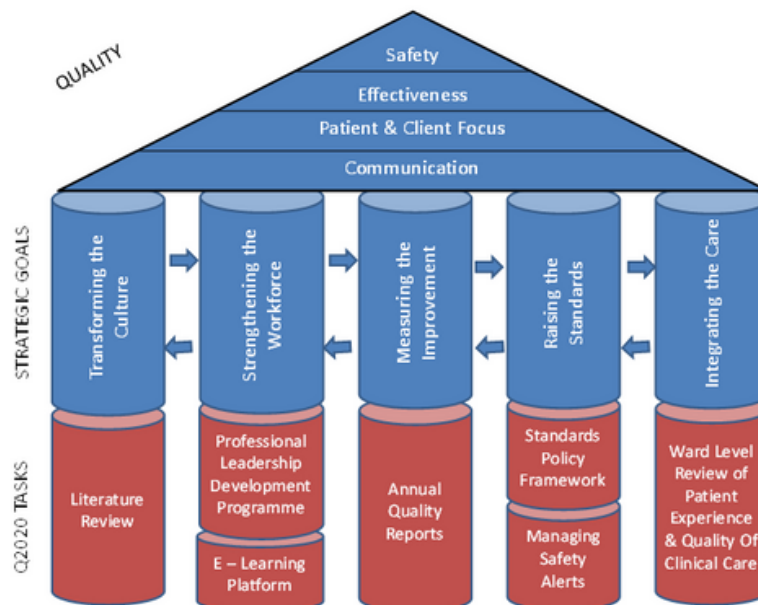 QUALITY
Safety
Effectiveness
Patient & Client Focus
Communication
STRATEGIC GOALS
Transforming the
Culture
Strengthening the
Workforce
Measuring the
Improvement
Raising the
Standards
Integrating the Care
Q2020 TASKS
Literature
Review
Professional
Leadership
Development
Programme
E – Learning
Platform
Annual
Quality
Reports
Standards
Policy
Framework
Managing
Safety
Alerts
Ward Level
Review of
Patient
Experience
& Quality Of
Clinical Care